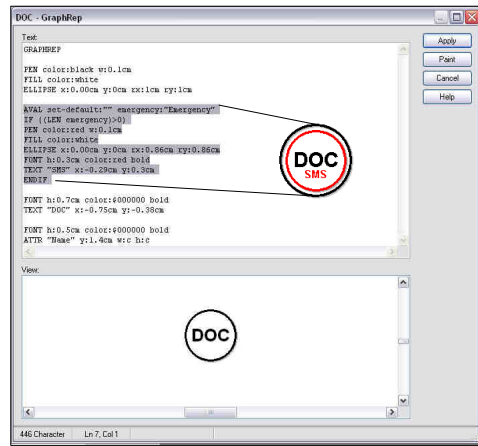 DOC - GraphRep
Text:
GRAPHREP
PEN color:black w:0.1cm
FILL color:white
ELLIPSE x:0.00cm y:0cm rx:1cm ry:1cm
AVAL set-default:"" emergency:"Emergency"
IF ((LEN emergency)>0)
PEN color:red w:0.1cm
FILL color:white
ELLIPSE x:0.00cm y:0cm rx:0.86cm ry:0.86cm
FONT h:0.3cm color:red bold
TEXT "SMS" x:-0.29cm y:0.3cm
ENDIF
FONT h:0.7cm color:$000000 bold
TEXT "DOC" x:-0.75cm y:-0.38cm
FONT h:0.5cm color:$000000 bold
ATTR "Name" y:1.4cm w:c h:c
DOC
SMS
Apply
Paint
Cancel
Help
View:
DOC
446 Character Ln 7, Col 1